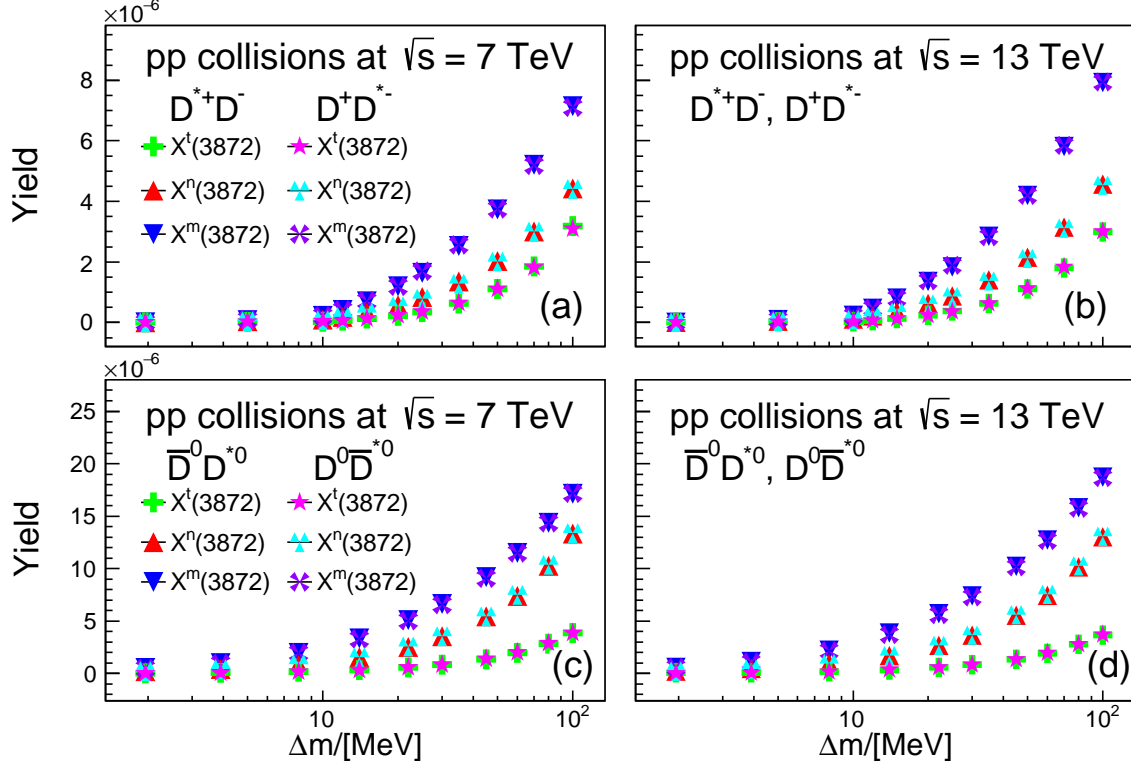 ×10⁻⁶
pp collisions at √s = 7 TeV
D*⁺D⁻ D⁺D*⁻
Xᵗ(3872) Xᵗ(3872)
Xⁿ(3872) Xⁿ(3872)
Xᵐ(3872) Xᵐ(3872)
(a)
8
6
4
2
0
Yield
pp collisions at √s = 13 TeV
D*⁺D⁻, D⁺D*⁻
(b)
×10⁻⁶
pp collisions at √s = 7 TeV
D̅⁰D*⁰ D⁰D̅*⁰
Xᵗ(3872) Xᵗ(3872)
Xⁿ(3872) Xⁿ(3872)
Xᵐ(3872) Xᵐ(3872)
(c)
25
20
15
10
5
0
Yield
10 10²
Δm/[MeV]
pp collisions at √s = 13 TeV
D̅⁰D*⁰, D⁰D̅*⁰
(d)
10 10²
Δm/[MeV]